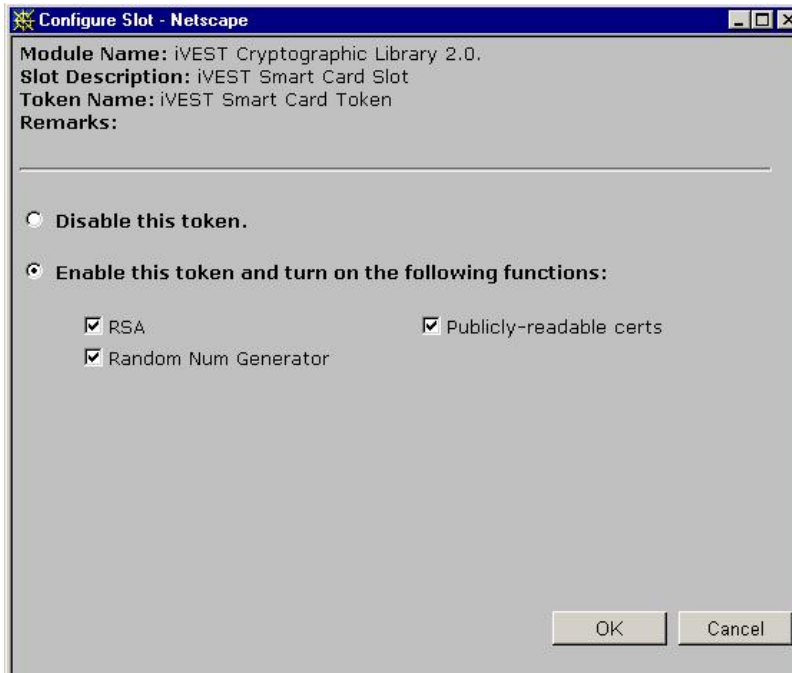 Configure Slot - Netscape
Module Name: iVEST Cryptographic Library 2.0.
Slot Description: iVEST Smart Card Slot
Token Name: iVEST Smart Card Token
Remarks:
Disable this token.
Enable this token and turn on the following functions:
RSA Publicly-readable certs
Random Num Generator
OK Cancel